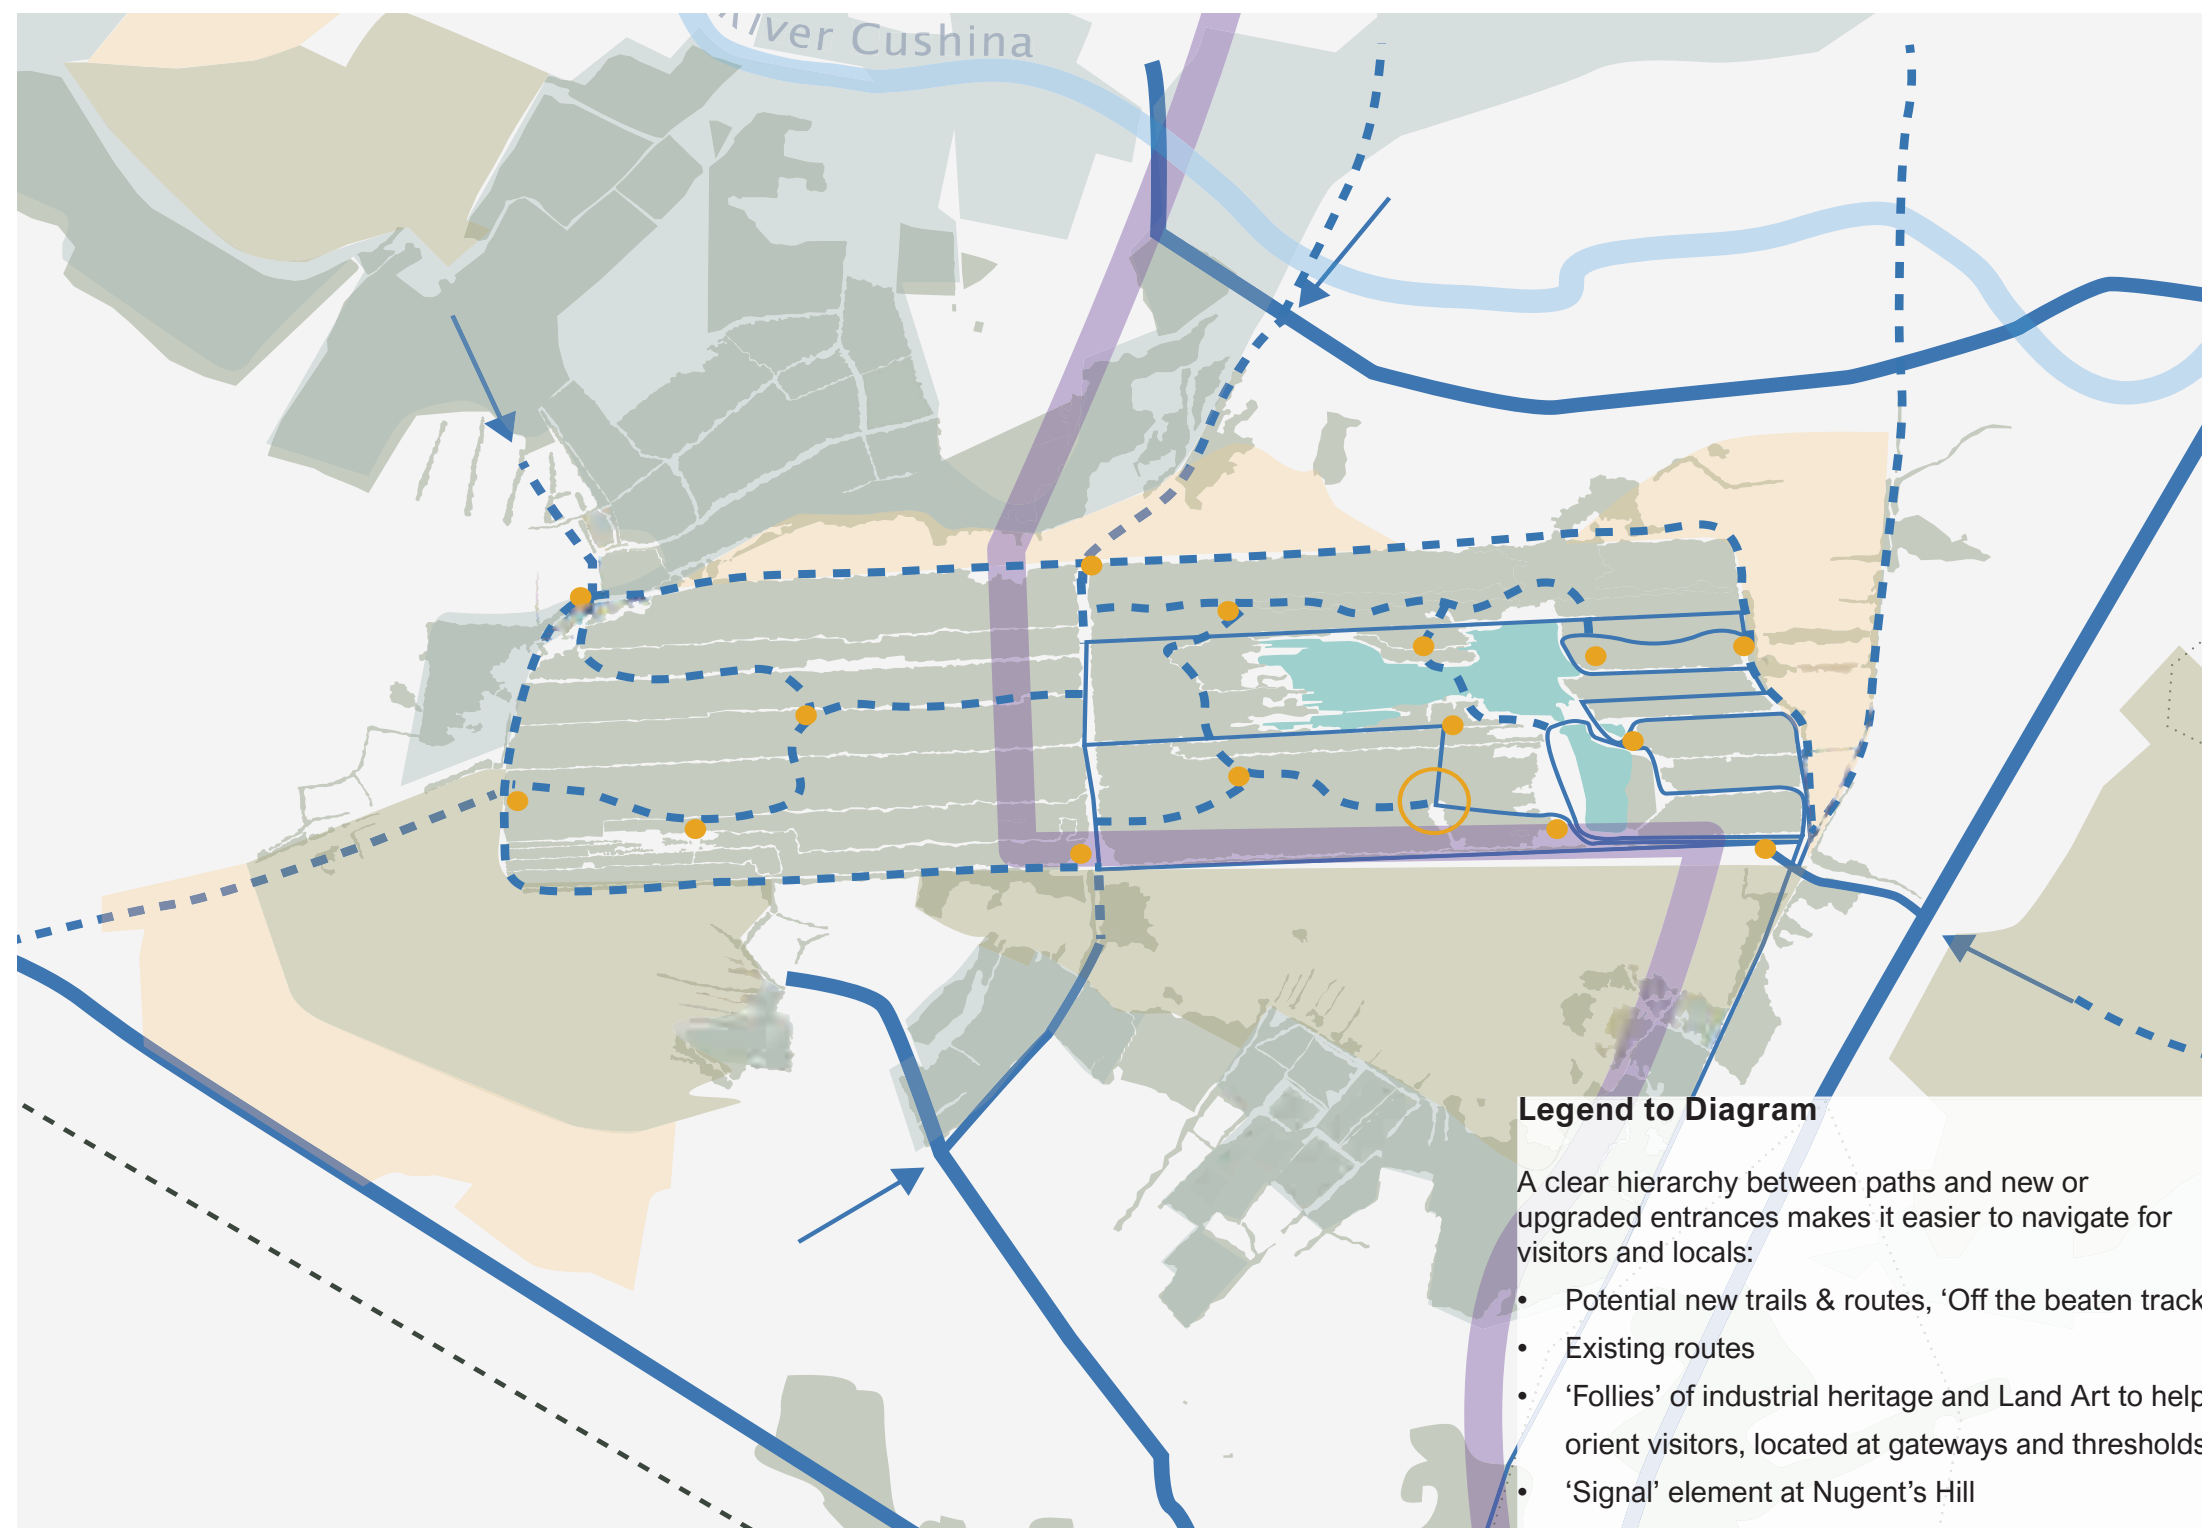 River Cushina
Legend to Diagram
A clear hierarchy between paths and new or
upgraded entrances makes it easier to navigate for
visitors and locals:
• Potential new trails & routes, ‘Off the beaten track
• Existing routes
• ‘Follies’ of industrial heritage and Land Art to help
orient visitors, located at gateways and thresholds
• ‘Signal’ element at Nugent’s Hill